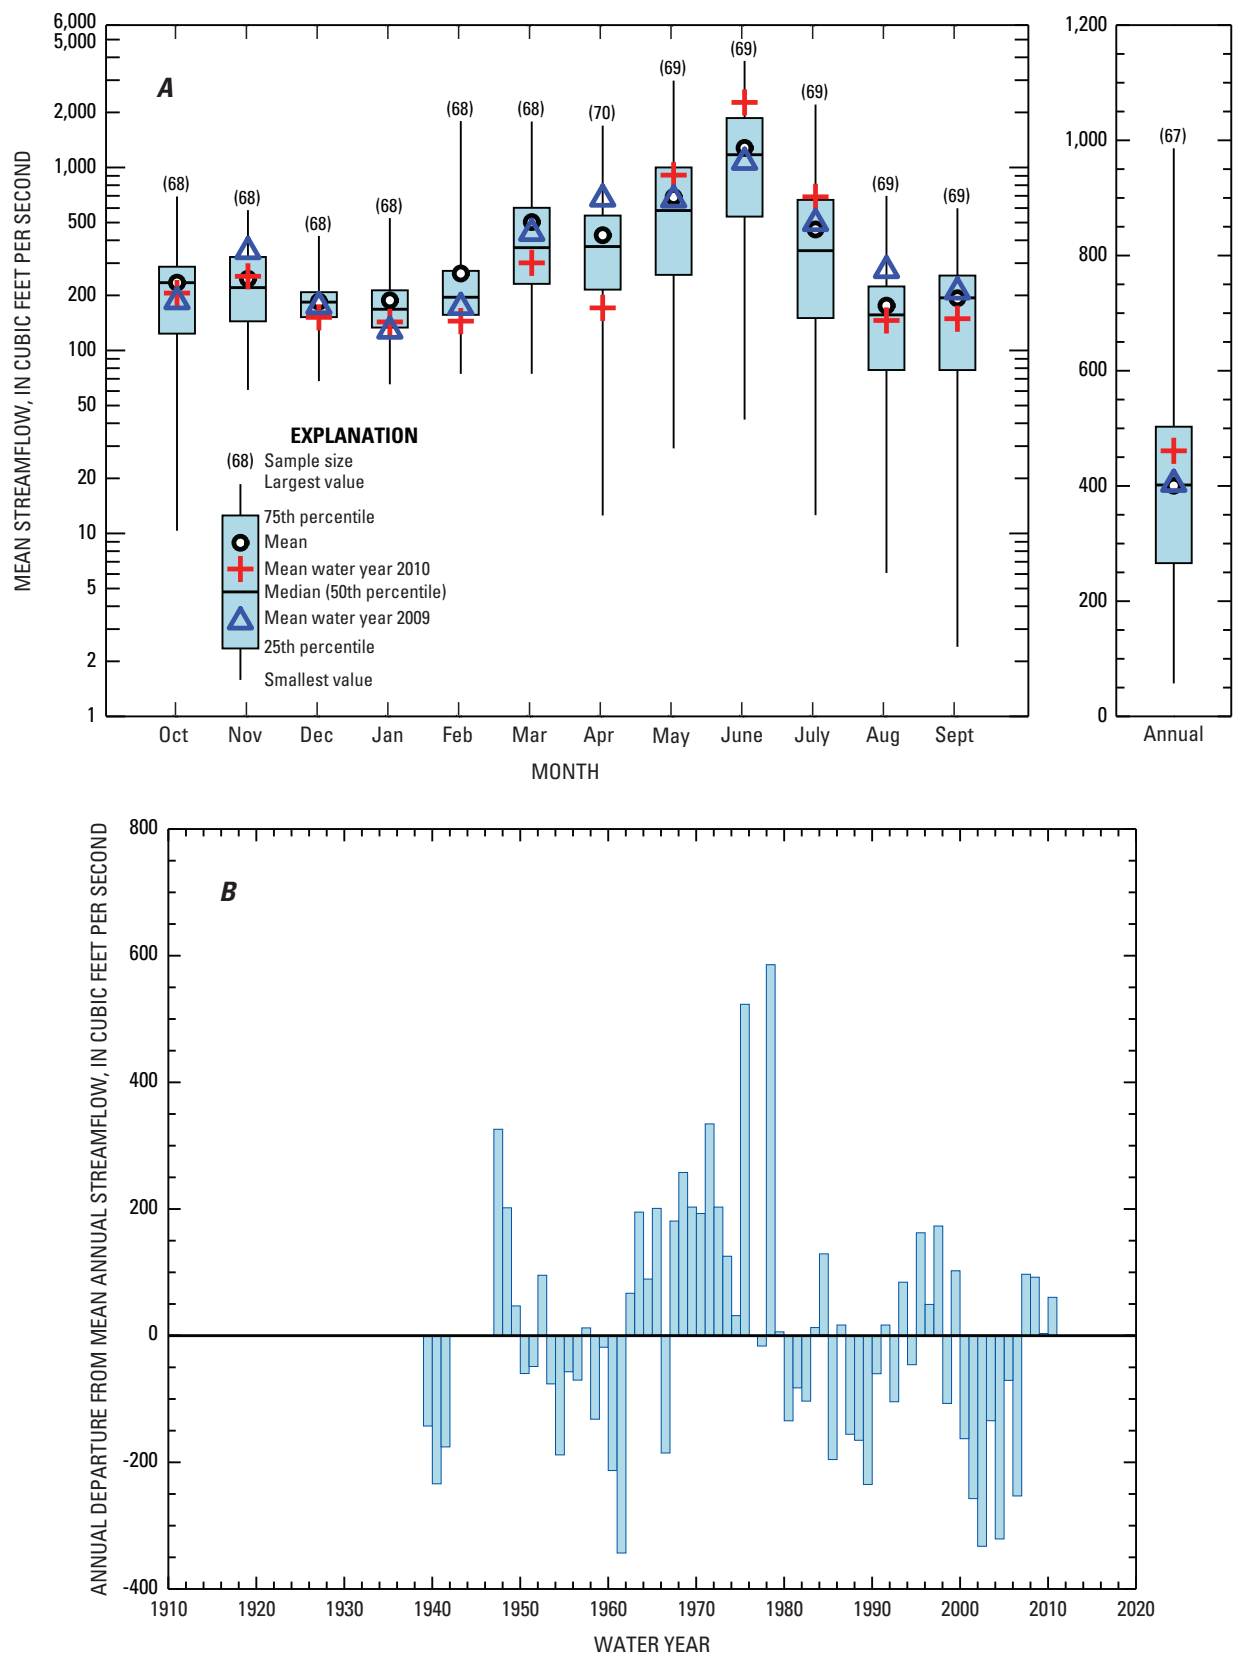 A
MEAN STREAMFLOW, IN CUBIC FEET PER SECOND
6,000
5,000
2,000
1,000
500
200
100
50
20
10
5
2
1
(68)
(68)
(68)
(68)
(68)
(68)
(70)
(69)
(69)
(69)
(69)
(69)
EXPLANATION
(68) Sample size
Largest value
75th percentile
Mean
Mean water year 2010
Median (50th percentile)
Mean water year 2009
25th percentile
Smallest value
Oct Nov Dec Jan Feb Mar Apr May June July Aug Sept
MONTH
1,200
1,000
800
600
400
200
0
(67)
Annual
B
ANNUAL DEPARTURE FROM MEAN ANNUAL STREAMFLOW, IN CUBIC FEET PER SECOND
800
600
400
200
0
-200
-400
1910 1920 1930 1940 1950 1960 1970 1980 1990 2000 2010 2020
WATER YEAR